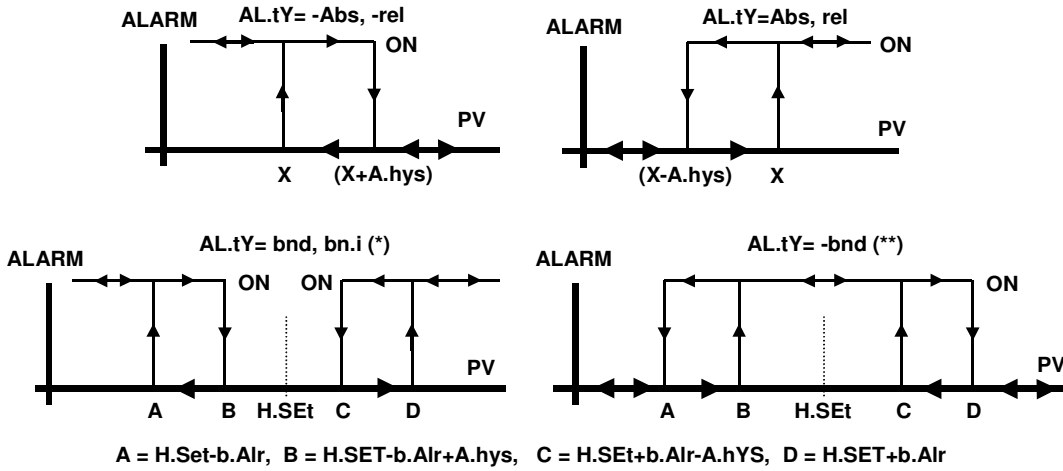 AL.tY= -Abs, -rel
ALARM
ON
PV
X
(X+A.hys)
AL.tY=Abs, rel
ALARM
ON
PV
(X-A.hys)
X
AL.tY= bnd, bn.i (*)
ALARM
ON
ON
PV
A
B
H.SEt
C
D
AL.tY= -bnd (**)
ALARM
ON
PV
A
B
H.SEt
C
D
A = H.Set-b.Alr, B = H.SET-b.Alr+A.hys, C = H.SEt+b.Alr-A.hYS, D = H.SET+b.Alr